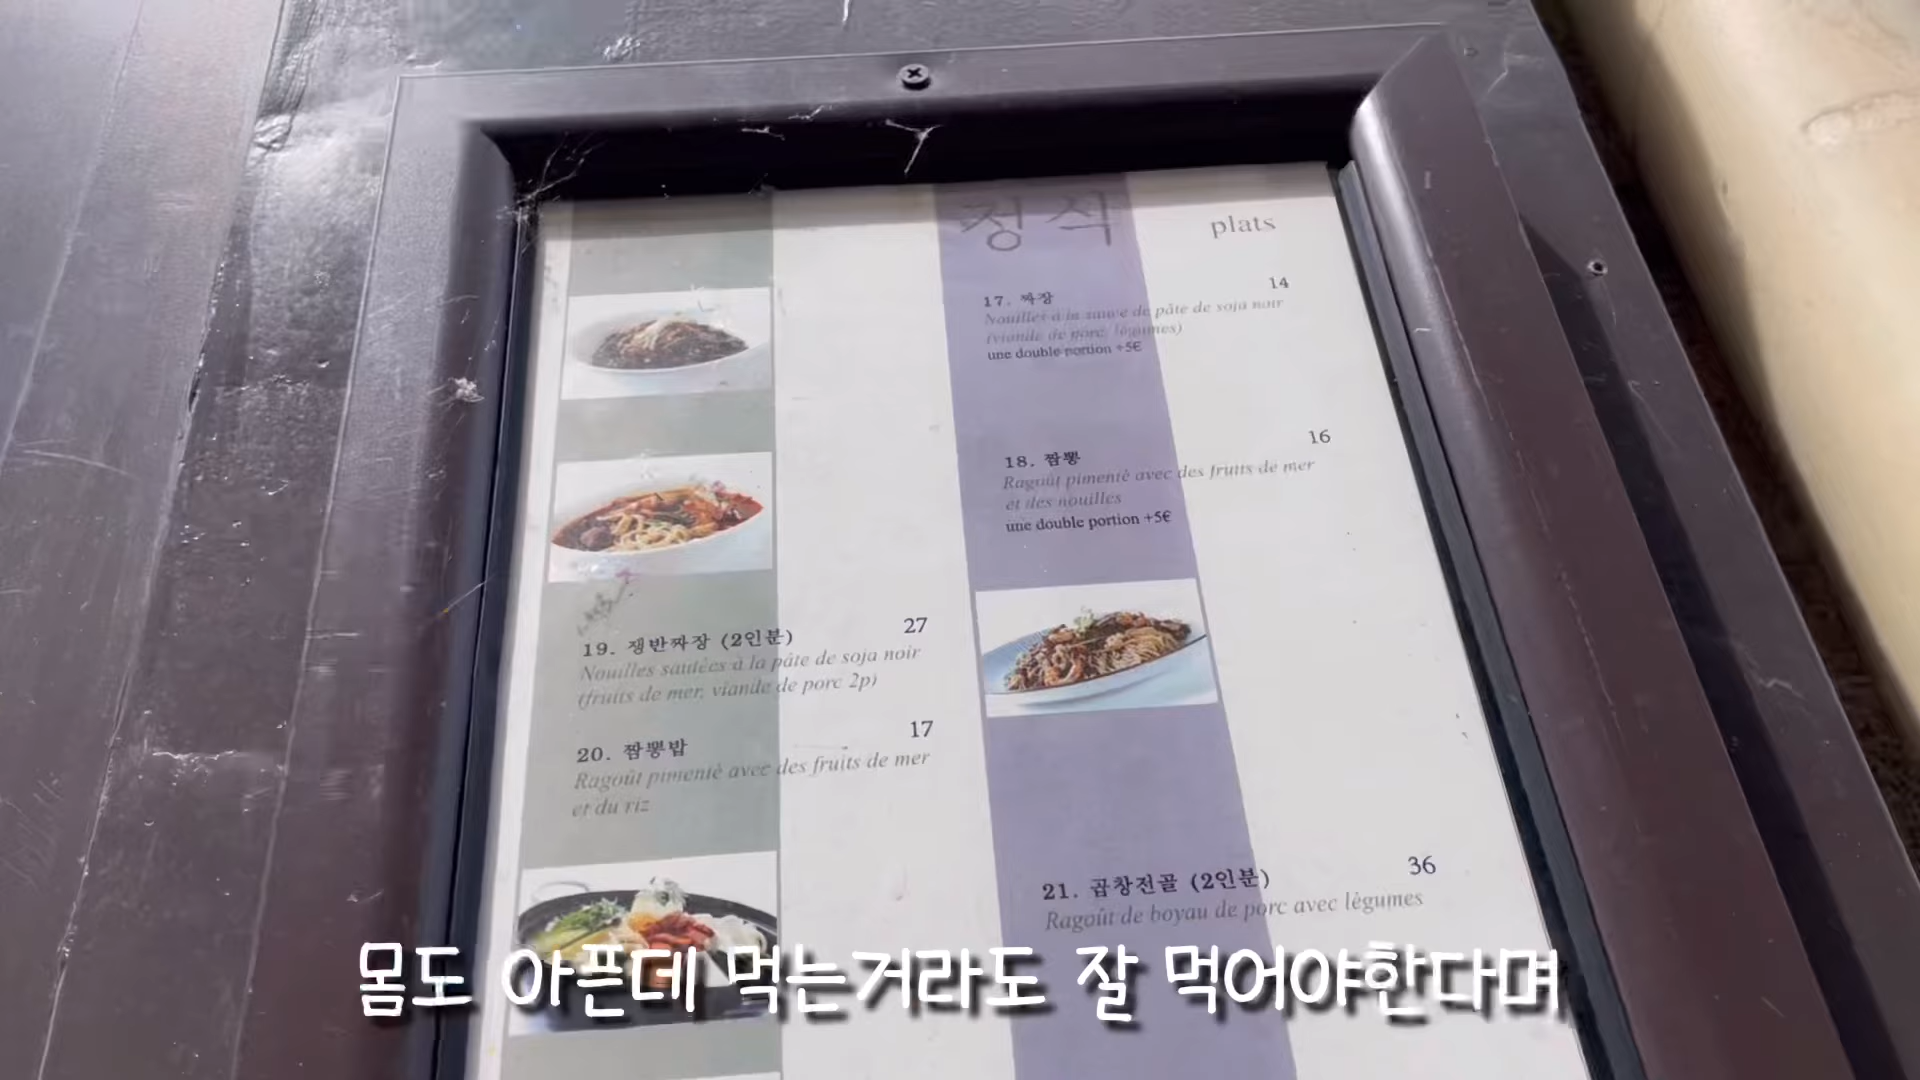 정식
plats
17. 짜장
14
Nouilles à la sauce de pâte de soja noir
(viande de porc, légumes)
une double portion +5€
18. 짬뽕
16
Ragoût pimenté avec des fruits de mer
et des nouilles
une double portion +5€
19. 쟁반짜장 (2인분)
27
Nouilles sautées à la pâte de soja noir
(fruits de mer, viande de porc 2p)
20. 짬뽕밥
17
Ragoût pimenté avec des fruits de mer
et du riz
21. 곱창전골 (2인분)
36
Ragoût de boyau de porc avec légumes
몸도 아픈데 먹는거라도 잘 먹어야한다며